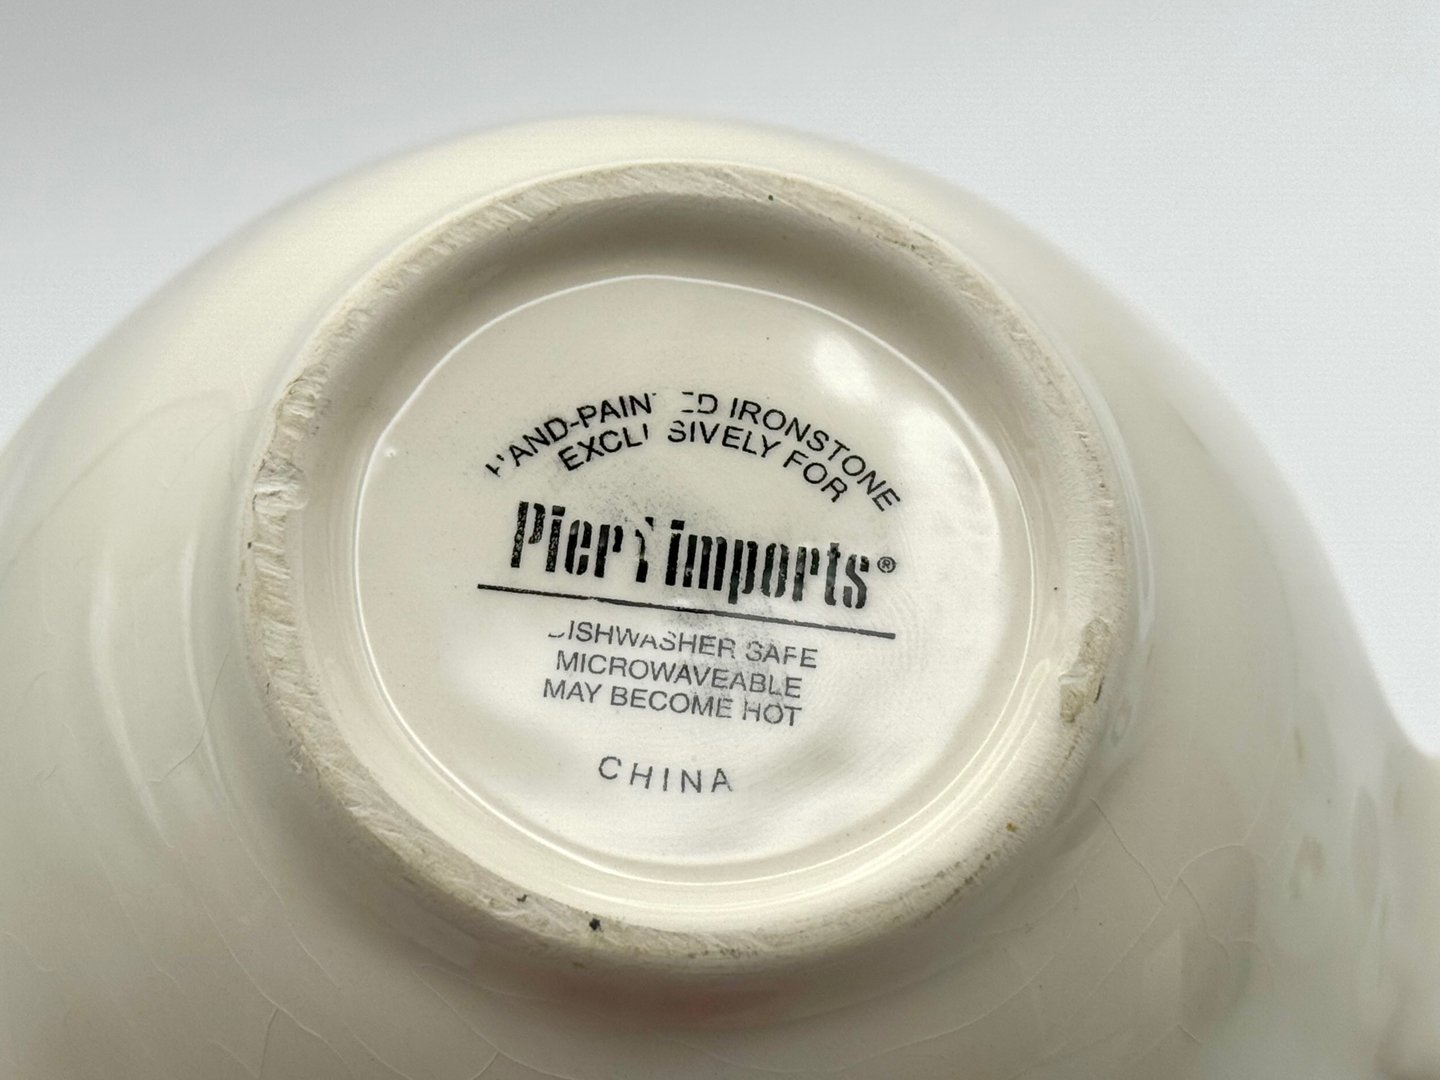 HAND-PAINTED IRONSTONE
EXCLUSIVELY FOR
Pier 1 imports®
DISHWASHER SAFE
MICROWAVEABLE
MAY BECOME HOT
CHINA